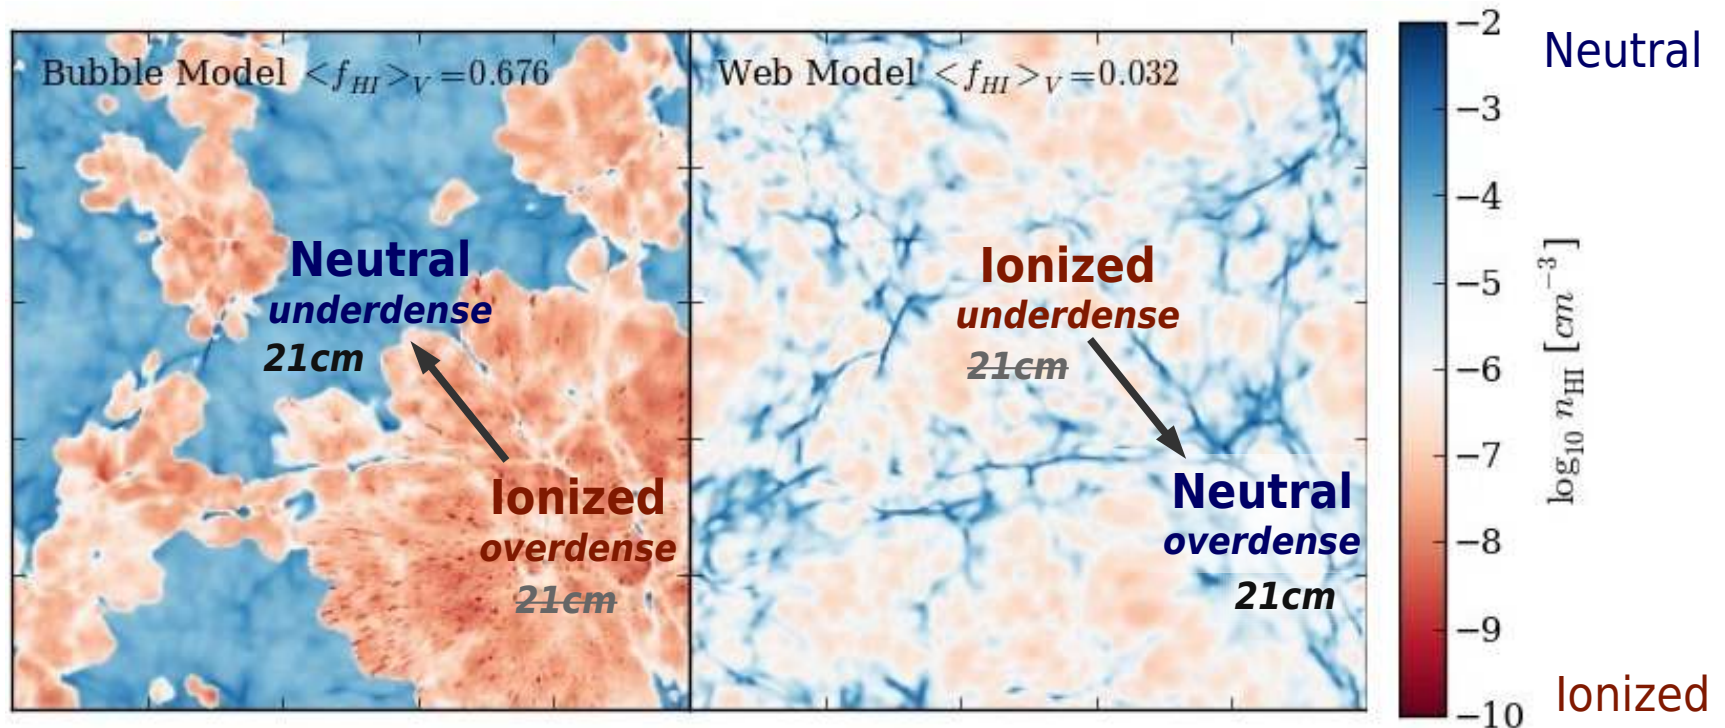 Bubble Model <f_HI>_V =0.676
Neutral
underdense
21cm
Ionized
overdense
21cm
Web Model <f_HI>_V =0.032
Ionized
underdense
21cm
Neutral
overdense
21cm
−2
−3
−4
−5
−6
−7
−8
−9
−10
log₁₀ n_HI [cm⁻³]
Neutral
Ionized